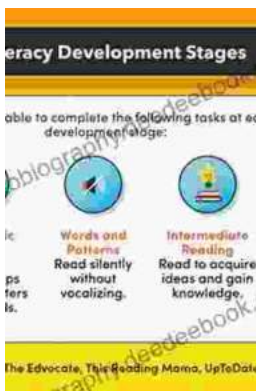 eracy Development Stages
able to complete the following tasks at ea
development stage:
ic
ps
ters
ls.
Words and
Patterns
Read silently
without
vocalizing.
Intermediate
Reading
Read to acquire
ideas and gain
knowledge.
The Edvocate, This Reading Mama, UpToDate